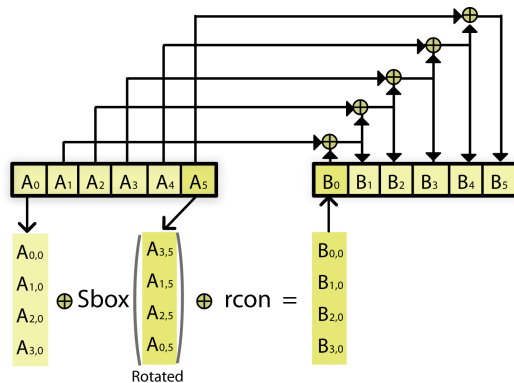 A0 A1 A2 A3 A4 A5 B0 B1 B2 B3 B4 B5
A0,0 A3,5 B0,0
A1,0 A1,5 B1,0
⊕ Sbox ( ) ⊕ rcon =
A2,0 A2,5 B2,0
A3,0 A0,5 B3,0
Rotated